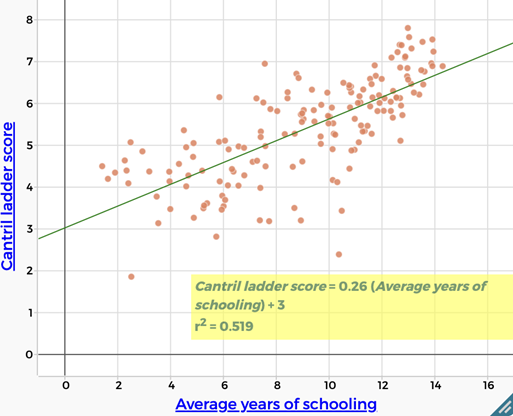 8
7
6
5
4
3
2
1
0
Cantril ladder score
Cantril ladder score = 0.26 (Average years of
schooling) + 3
r² = 0.519
0 2 4 6 8 10 12 14 16
Average years of schooling